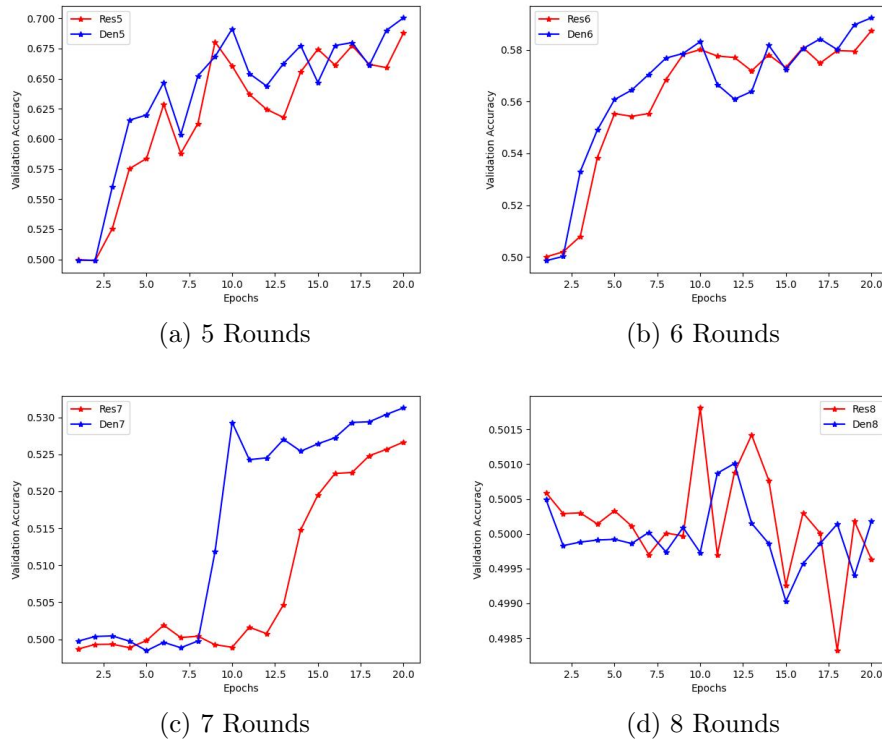 Res5
Den5
0.700
0.675
0.650
0.625
0.600
0.575
0.550
0.525
0.500
Validation Accuracy
2.5 5.0 7.5 10.0 12.5 15.0 17.5 20.0
Epochs
(a) 5 Rounds
Res6
Den6
0.58
0.56
0.54
0.52
0.50
Validation Accuracy
2.5 5.0 7.5 10.0 12.5 15.0 17.5 20.0
Epochs
(b) 6 Rounds
Res7
Den7
0.530
0.525
0.520
0.515
0.510
0.505
0.500
Validation Accuracy
2.5 5.0 7.5 10.0 12.5 15.0 17.5 20.0
Epochs
(c) 7 Rounds
Res8
Den8
0.5015
0.5010
0.5005
0.5000
0.4995
0.4990
0.4985
Validation Accuracy
2.5 5.0 7.5 10.0 12.5 15.0 17.5 20.0
Epochs
(d) 8 Rounds